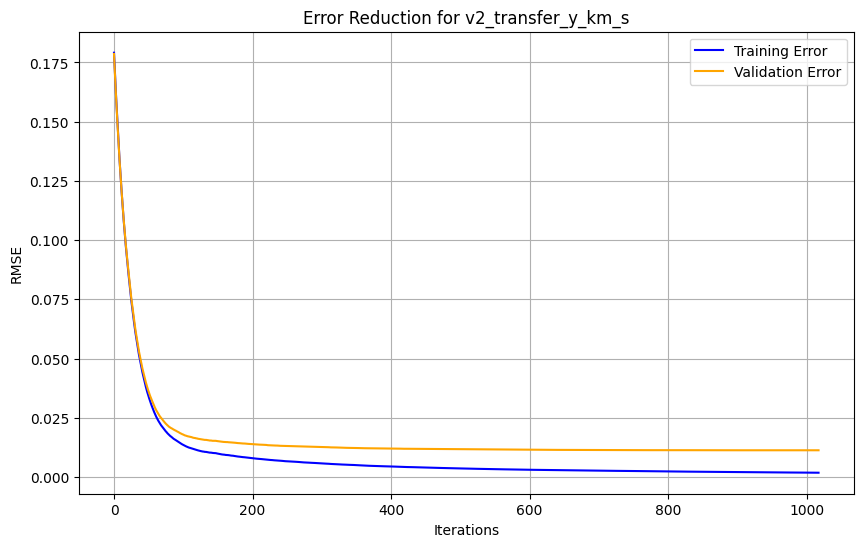 Error Reduction for v2_transfer_y_km_s
Training Error
Validation Error
0.175
0.150
0.125
0.100
0.075
0.050
0.025
0.000
RMSE
0 200 400 600 800 1000
Iterations